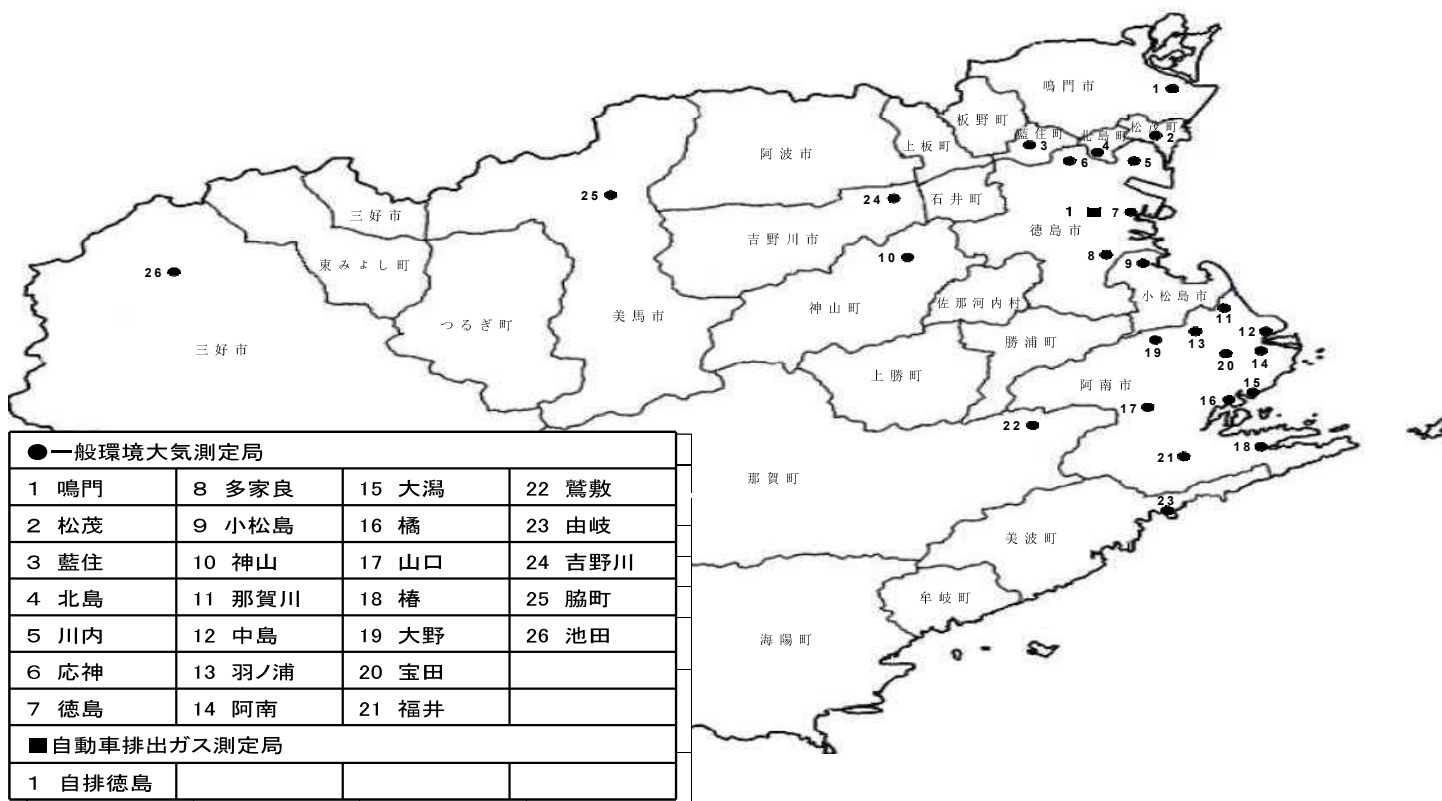 鳴門市
1
板野町
藍住町
北島町
松茂町
2
3
4
5
6
上板町
阿波市
25
24
石井町
1
7
徳島市
三好市
吉野川市
東みよし町
26
10
8
9
小松島市
佐那河内村
神山町
つるぎ町
美馬市
11
12
13
三好市
勝浦町
19
20
14
上勝町
阿南市
15
16
17
22
18
21
那賀町
23
美波町
牟岐町
海陽町
●一般環境大気測定局
1 鳴門 8 多家良 15 大潟 22 鷲敷
2 松茂 9 小松島 16 橘 23 由岐
3 藍住 10 神山 17 山口 24 吉野川
4 北島 11 那賀川 18 椿 25 脇町
5 川内 12 中島 19 大野 26 池田
6 応神 13 羽ノ浦 20 宝田
7 徳島 14 阿南 21 福井
■自動車排出ガス測定局
1 自排徳島